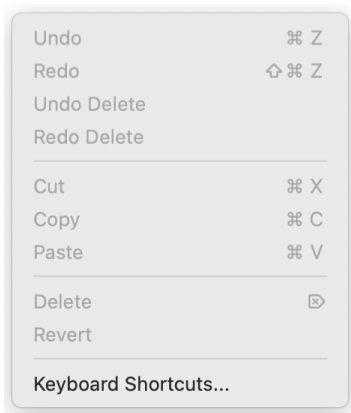 Undo ⌘ Z
Redo ⇧ ⌘ Z
Undo Delete
Redo Delete
Cut ⌘ X
Copy ⌘ C
Paste ⌘ V
Delete ⌦
Revert
Keyboard Shortcuts...